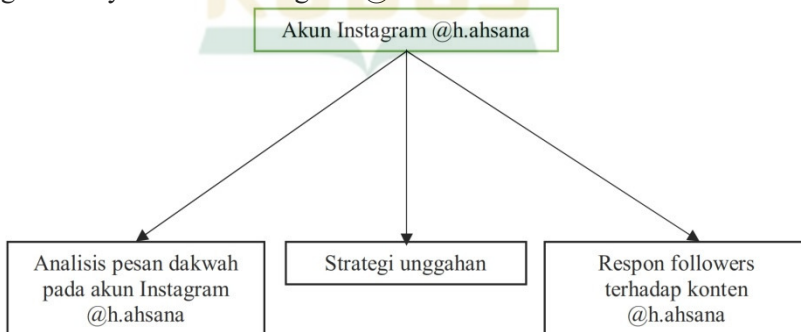 Akun Instagram @h.ahsana
Analisis pesan dakwah
pada akun Instagram
@h.ahsana
Strategi unggahan
Respon followers
terhadap konten
@h.ahsana